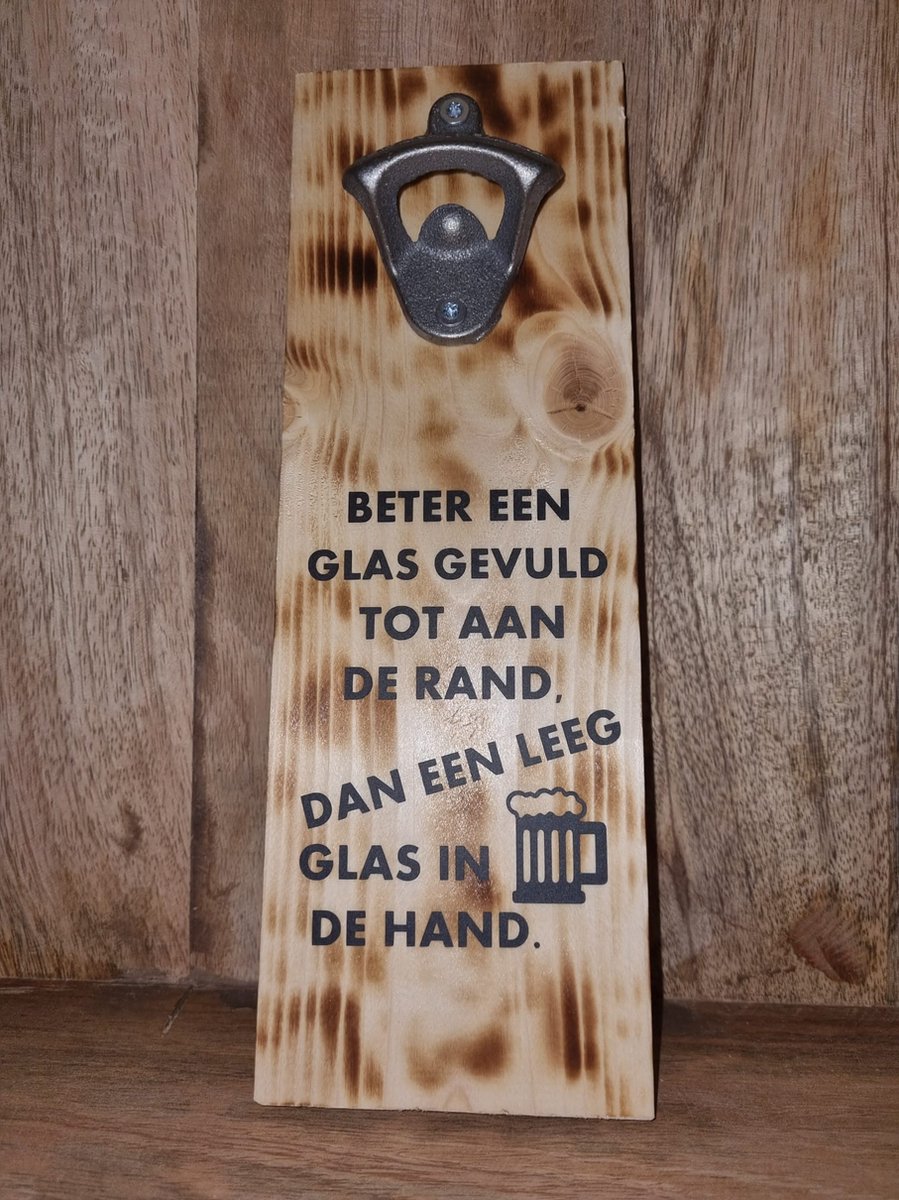 BETER EEN
GLAS GEVULD
TOT AAN
DE RAND,
DAN EEN LEEG
GLAS IN
DE HAND.